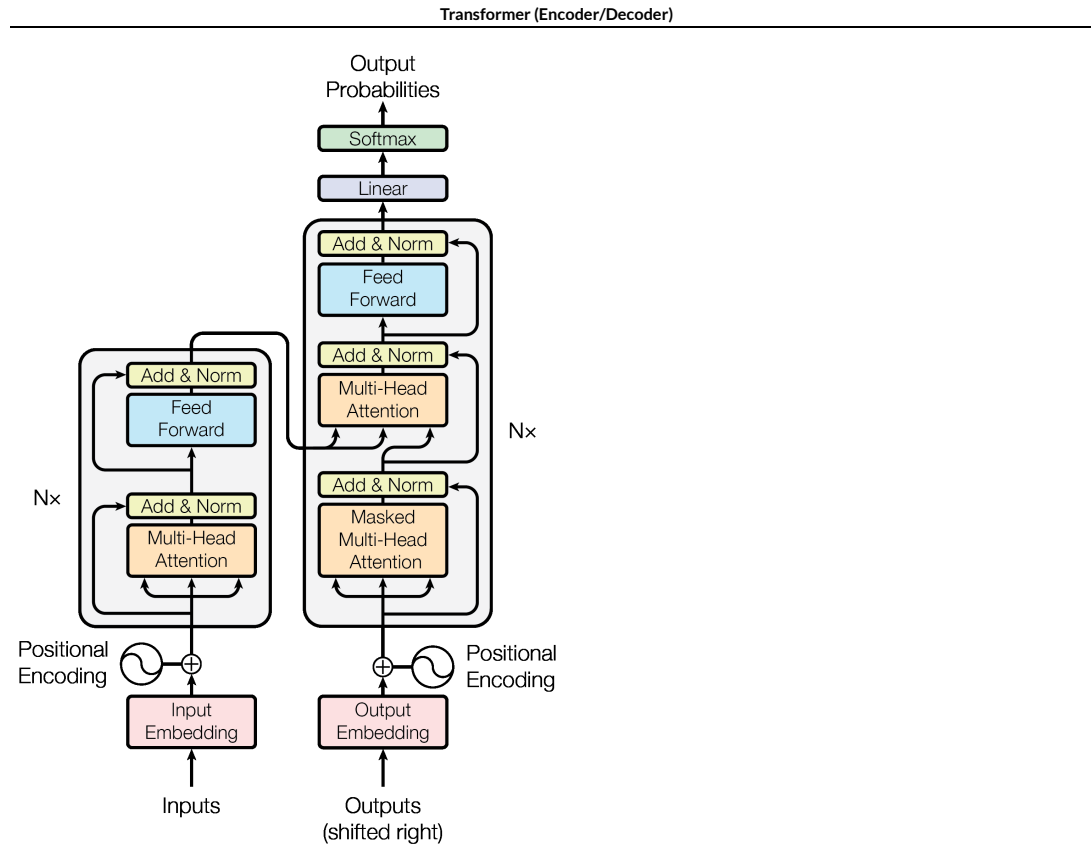 Transformer (Encoder/Decoder)
Output
Probabilities
Softmax
Linear
Add & Norm
Feed
Forward
Add & Norm
Multi-Head
Attention
Add & Norm
Masked
Multi-Head
Attention
N×
Add & Norm
Feed
Forward
Add & Norm
Multi-Head
Attention
N×
Positional
Encoding
Positional
Encoding
Input
Embedding
Output
Embedding
Inputs
Outputs
(shifted right)